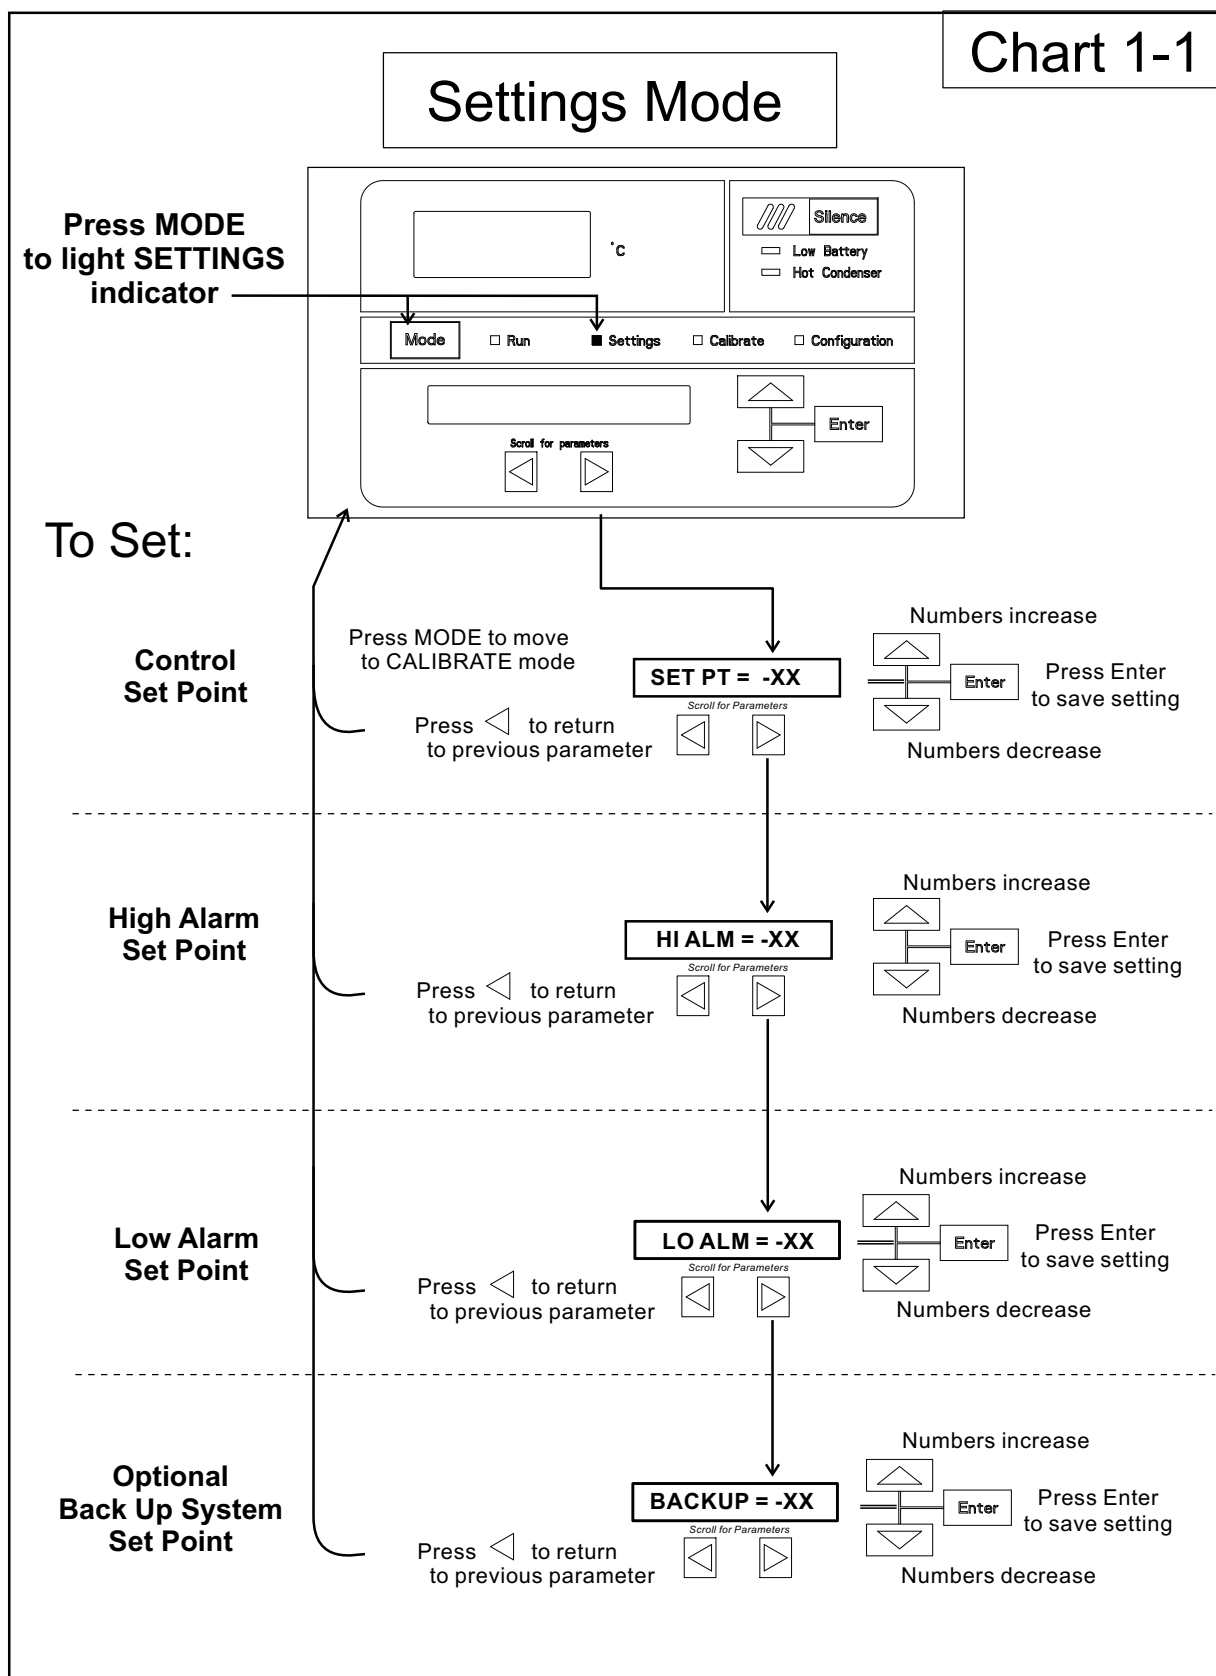 Chart 1-1
Settings Mode
Press MODE
to light SETTINGS
indicator
°C
Silence
Low Battery
Hot Condenser
Mode
Run
Settings
Calibrate
Configuration
Scroll for parameters
Enter
To Set:
Control
Set Point
Press MODE to move
to CALIBRATE mode
Press to return
to previous parameter
SET PT = -XX
Scroll for Parameters
Numbers increase
Enter
Press Enter
to save setting
Numbers decrease
High Alarm
Set Point
Press to return
to previous parameter
HI ALM = -XX
Scroll for Parameters
Numbers increase
Enter
Press Enter
to save setting
Numbers decrease
Low Alarm
Set Point
Press to return
to previous parameter
LO ALM = -XX
Scroll for Parameters
Numbers increase
Enter
Press Enter
to save setting
Numbers decrease
Optional
Back Up System
Set Point
Press to return
to previous parameter
BACKUP = -XX
Scroll for Parameters
Numbers increase
Enter
Press Enter
to save setting
Numbers decrease